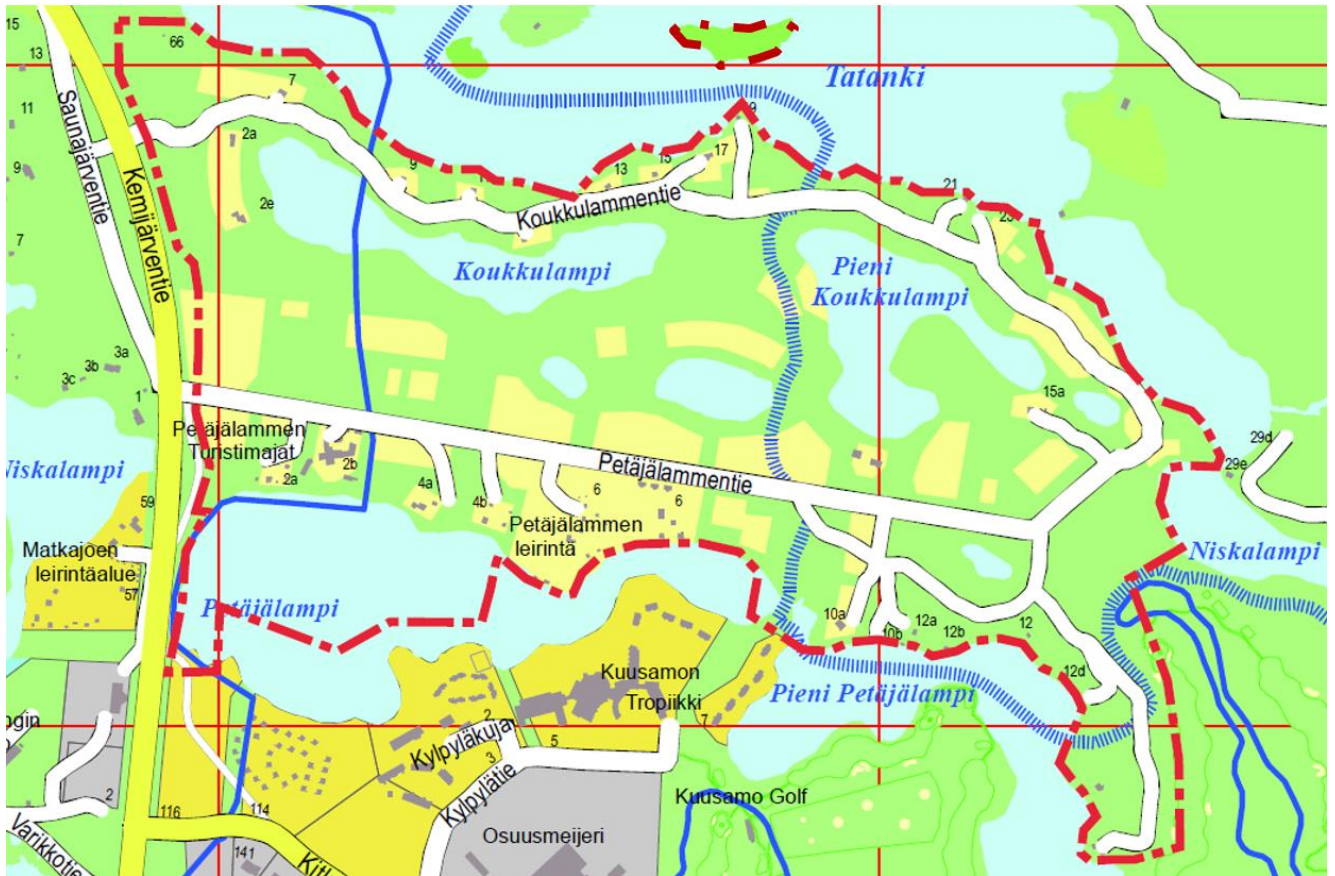 15
66
13
7
Tatanki
11
Saunajärventie
2a
9
19
17
15
13
9
Kemijärventie
2e
21
23
Koukkulammentie
7
Koukkulampi
Pieni
Koukkulampi
3a
3b
3c
1
15a
Petäjälammen
Turistimajat
2b
2a
29d
29e
Niskalampi
Petäjälammentie
59
4a
4b
6
6
Petäjälammen
leirintä
Matkajoen
leirintäalue
57
Niskalampi
Petäjälampi
10a
10b
12a
12b
12
12d
Kuusamon
Tropiikki
Pieni Petäjälampi
2
7
Kylpyläkuja
3
5
Kylpylätie
Kuusamo Golf
2
116
114
Osuusmeijeri
Varikkotie
141